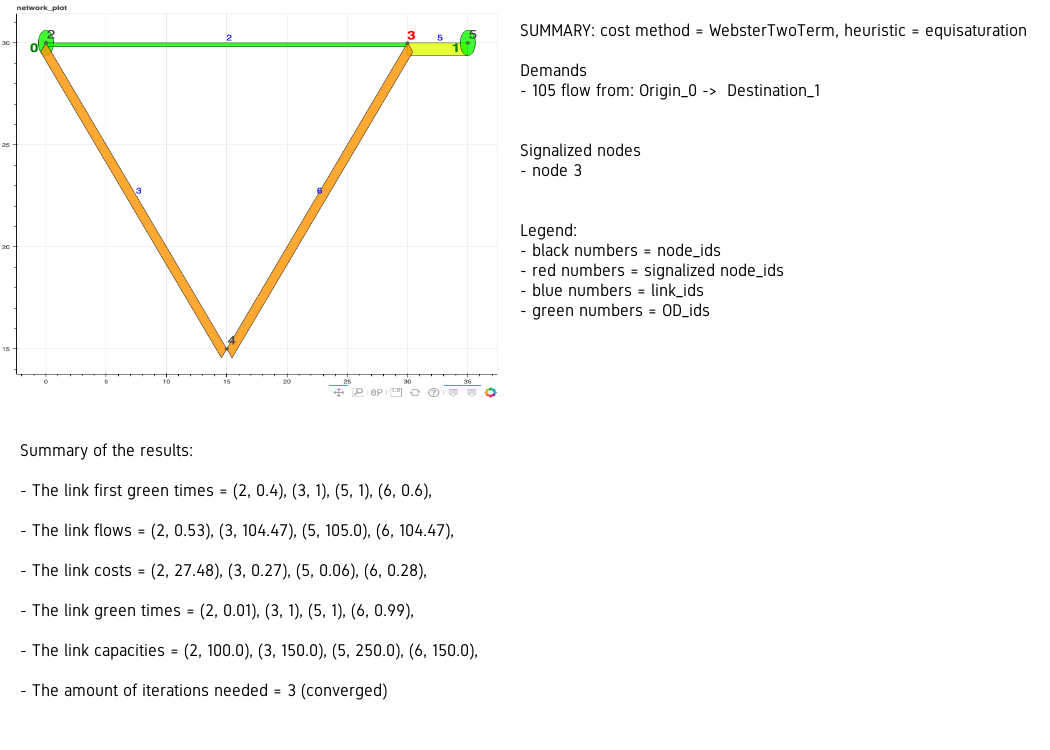 network_plot
2
5
3
0
1
2
5
30
3
6
25
20
4
15
0
5
10
15
20
25
30
35
SUMMARY: cost method = WebsterTwoTerm, heuristic = equisaturation
Demands
- 105 flow from: Origin_0 -> Destination_1
Signalized nodes
- node 3
Legend:
- black numbers = node_ids
- red numbers = signalized node_ids
- blue numbers = link_ids
- green numbers = OD_ids
Summary of the results:
- The link first green times = (2, 0.4), (3, 1), (5, 1), (6, 0.6),
- The link flows = (2, 0.53), (3, 104.47), (5, 105.0), (6, 104.47),
- The link costs = (2, 27.48), (3, 0.27), (5, 0.06), (6, 0.28),
- The link green times = (2, 0.01), (3, 1), (5, 1), (6, 0.99),
- The link capacities = (2, 100.0), (3, 150.0), (5, 250.0), (6, 150.0),
- The amount of iterations needed = 3 (converged)